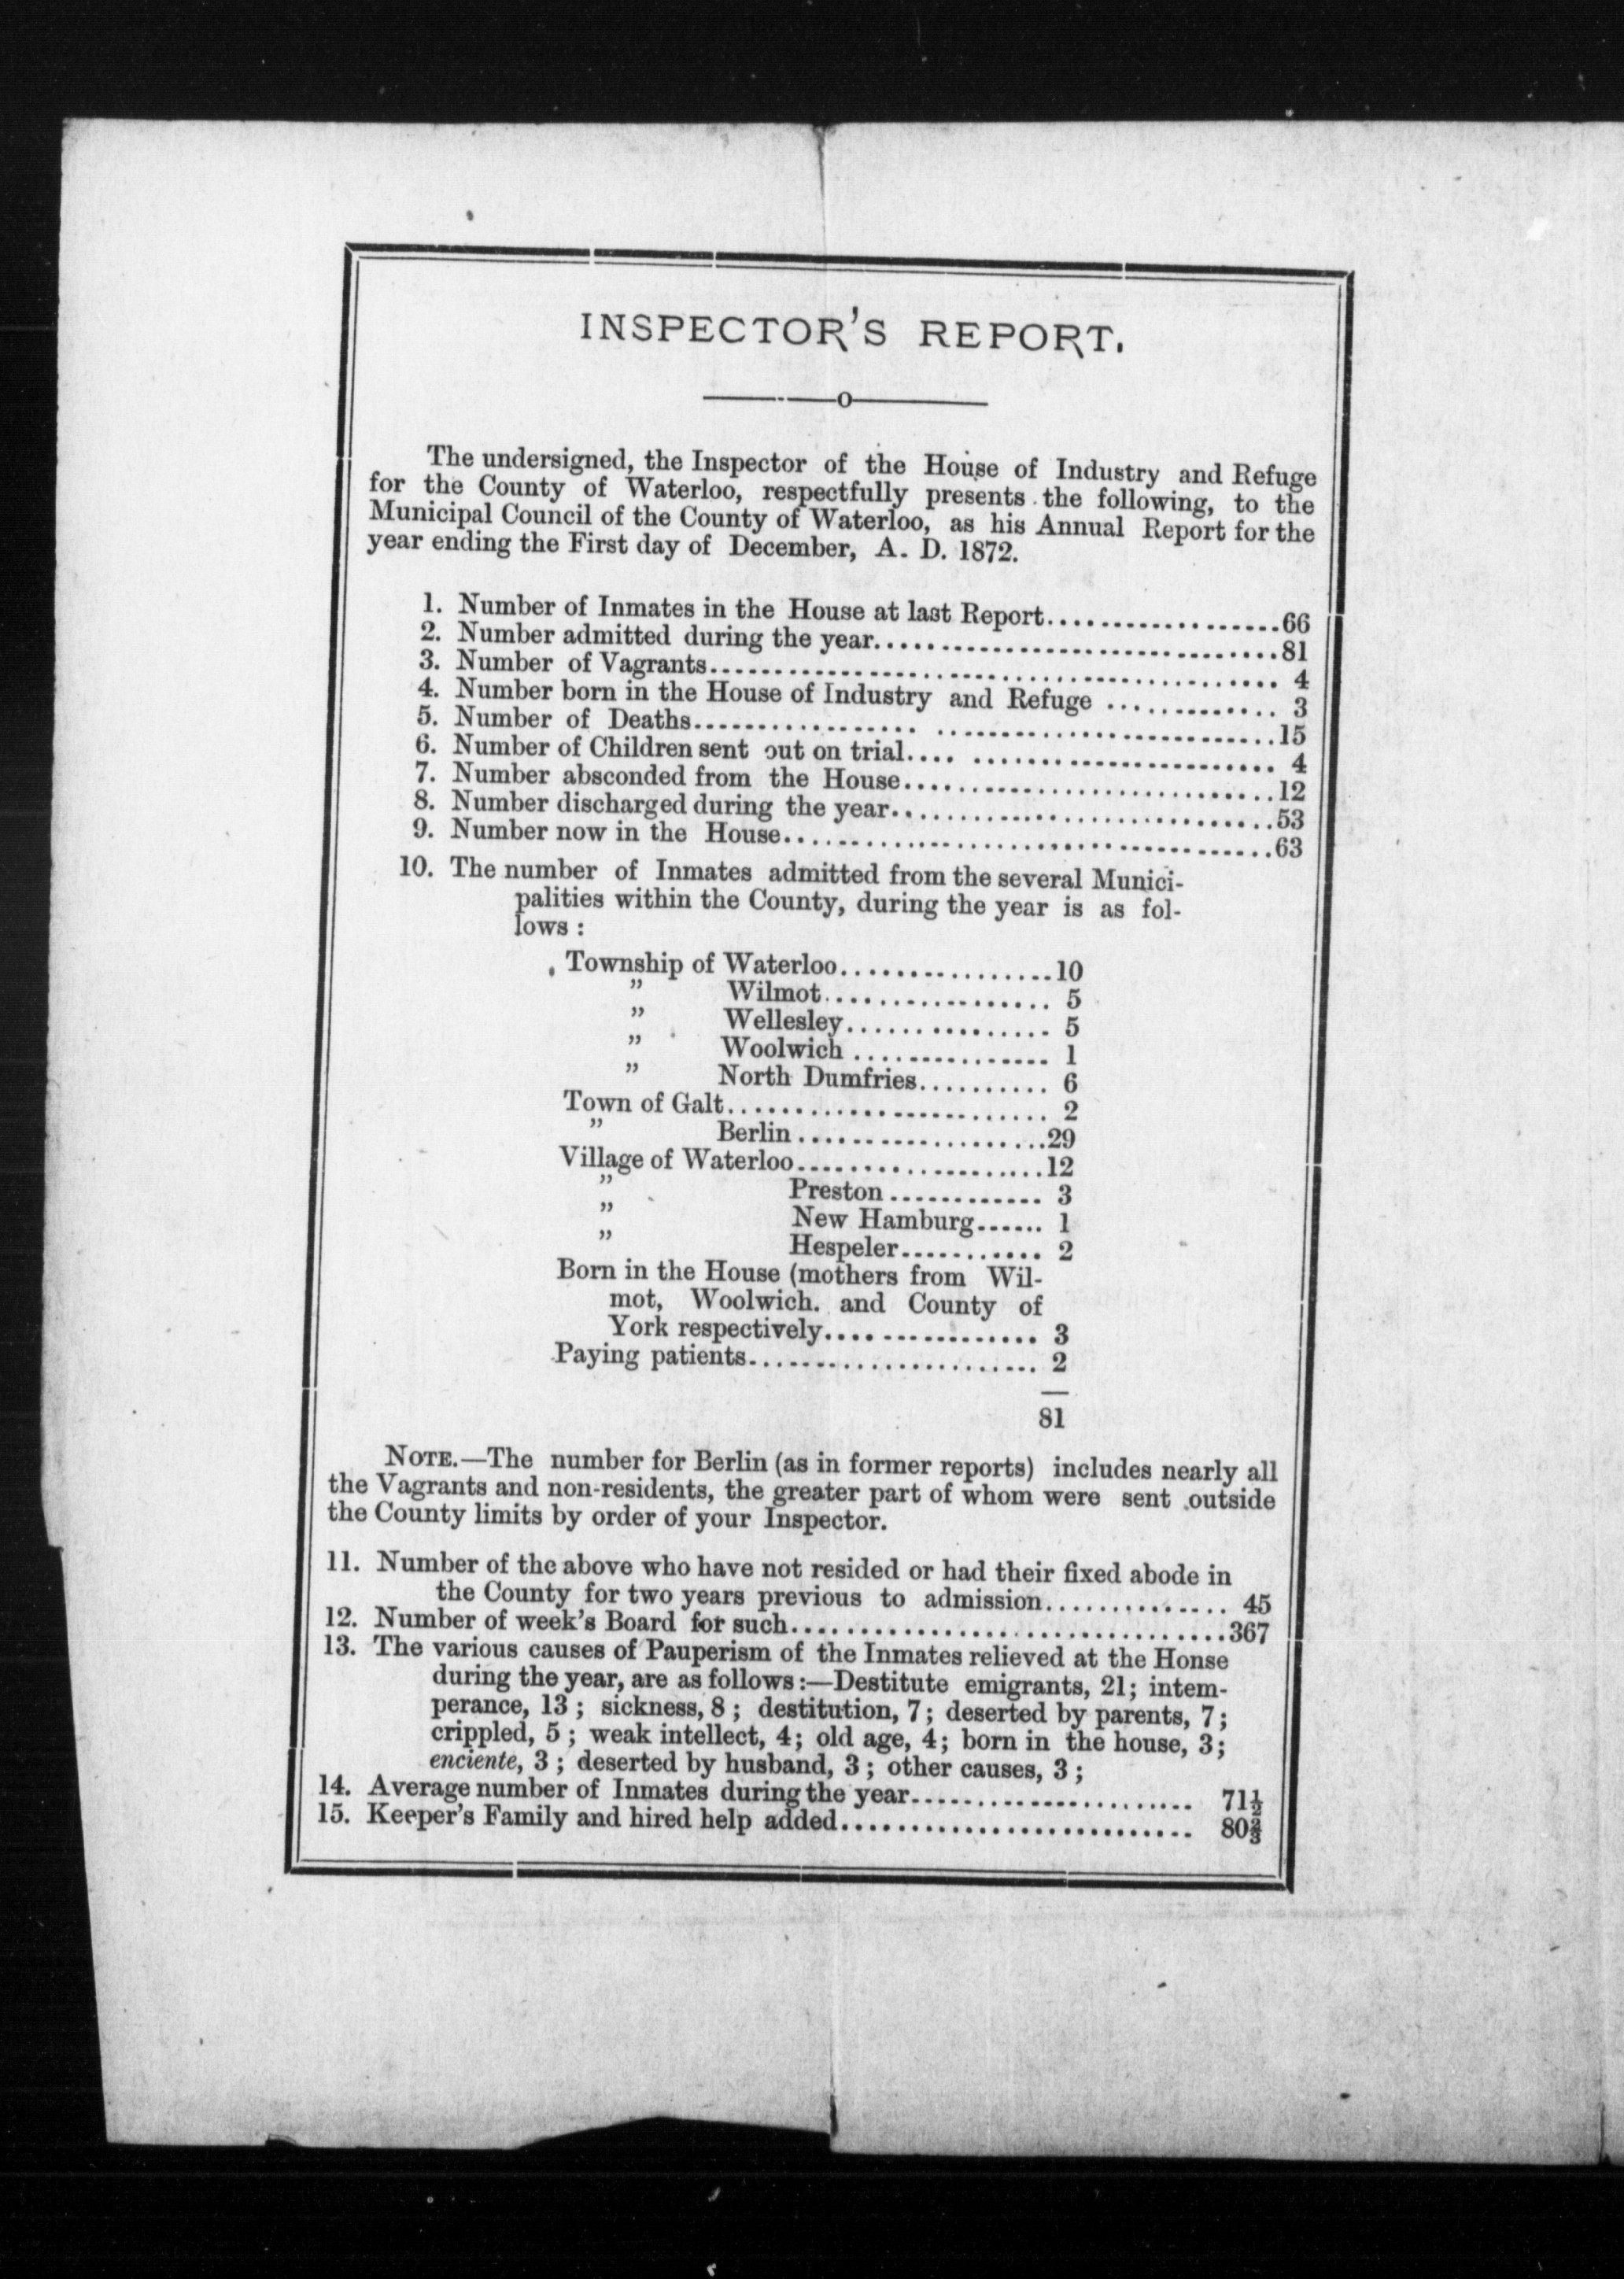 INSPECTOR'S REPORT.
o
The undersigned, the Inspector of the House of Industry and Refuge
for the County of Waterloo, respectfully presents the following, to the
Municipal Council of the County of Waterloo, as his Annual Report for the
year ending the First day of December, A. D. 1872.
1. Number of Inmates in the House at last Report..................66
2. Number admitted during the year..............................81
3. Number of Vagrants.......................................... 4
4. Number born in the House of Industry and Refuge ............. 3
5. Number of Deaths................. .........................15
6. Number of Children sent out on trial.... ....................... 4
7. Number absconded from the House............................12
8. Number discharged during the year.............................53
9. Number now in the House.....................................63
10. The number of Inmates admitted from the several Munici-
palities within the County, during the year is as fol-
lows :
Township of Waterloo................10
" Wilmot................. 5
" Wellesley............... 5
" Woolwich ............... 1
" North Dumfries.......... 6
Town of Galt........................ 2
" Berlin ...................29
Village of Waterloo...................12
" Preston ............ 3
" New Hamburg...... 1
" Hespeler........... 2
Born in the House (mothers from Wil-
mot, Woolwich. and County of
York respectively................ 3
Paying patients...................... 2
81
NOTE.—The number for Berlin (as in former reports) includes nearly all
the Vagrants and non-residents, the greater part of whom were sent outside
the County limits by order of your Inspector.
11. Number of the above who have not resided or had their fixed abode in
the County for two years previous to admission.............. 45
12. Number of week's Board for such................................367
13. The various causes of Pauperism of the Inmates relieved at the Honse
during the year, are as follows:—Destitute emigrants, 21; intem-
perance, 13 ; sickness, 8 ; destitution, 7; deserted by parents, 7;
crippled, 5 ; weak intellect, 4; old age, 4; born in the house, 3;
enciente, 3 ; deserted by husband, 3 ; other causes, 3 ;
14. Average number of Inmates during the year..................... 71½
15. Keeper's Family and hired help added.......................... 80⅔